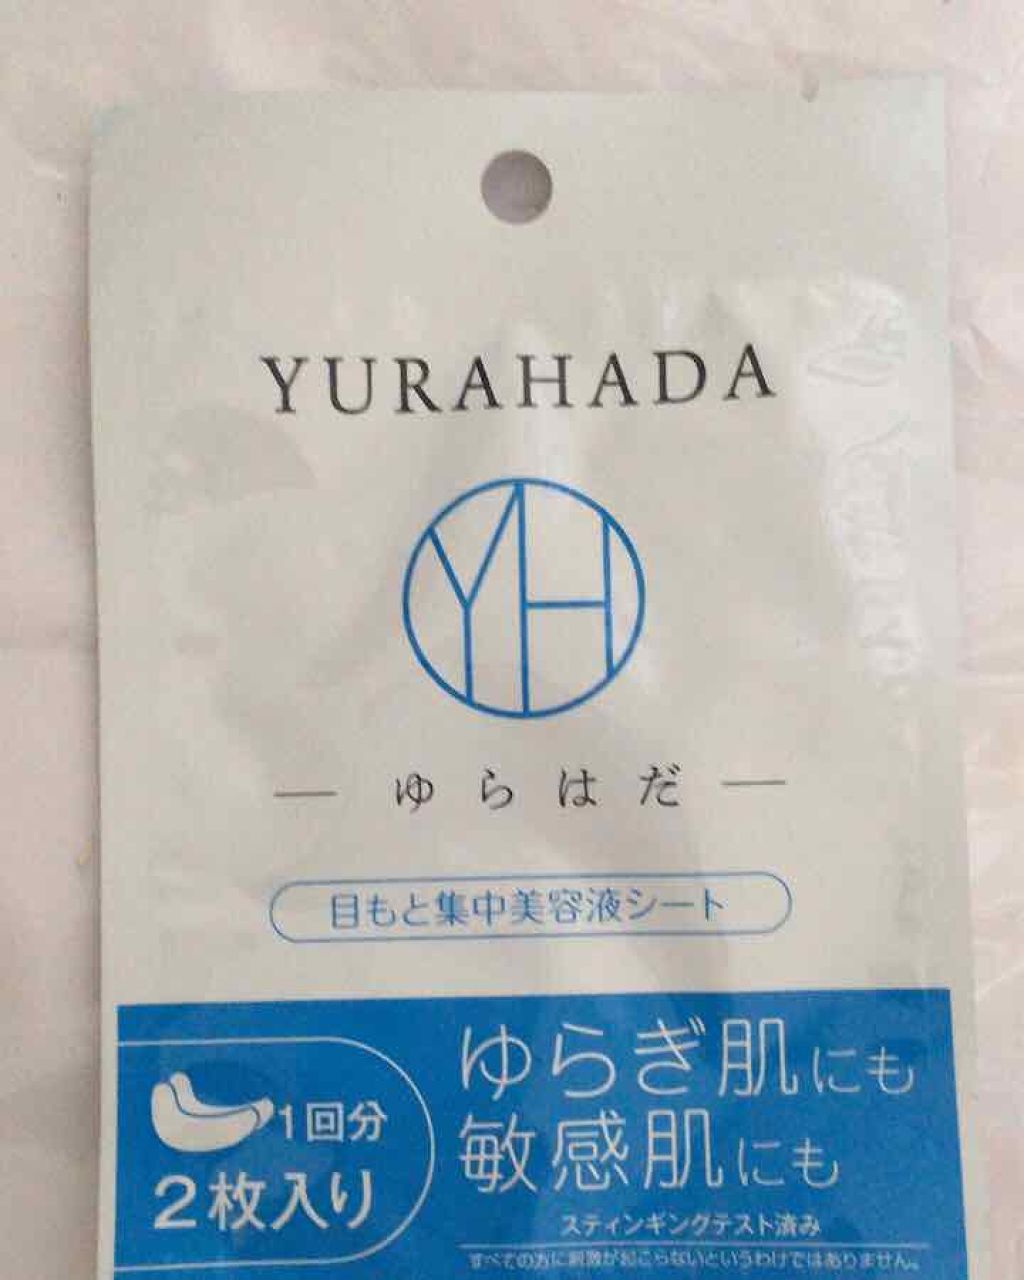 YURAHADA
YH
— ゆらはだ —
目もと集中美容液シート
ゆらぎ肌にも
敏感肌にも
1回分
2枚入り
スティンギングテスト済み
すべての方に刺激が起こらないというわけではありません。